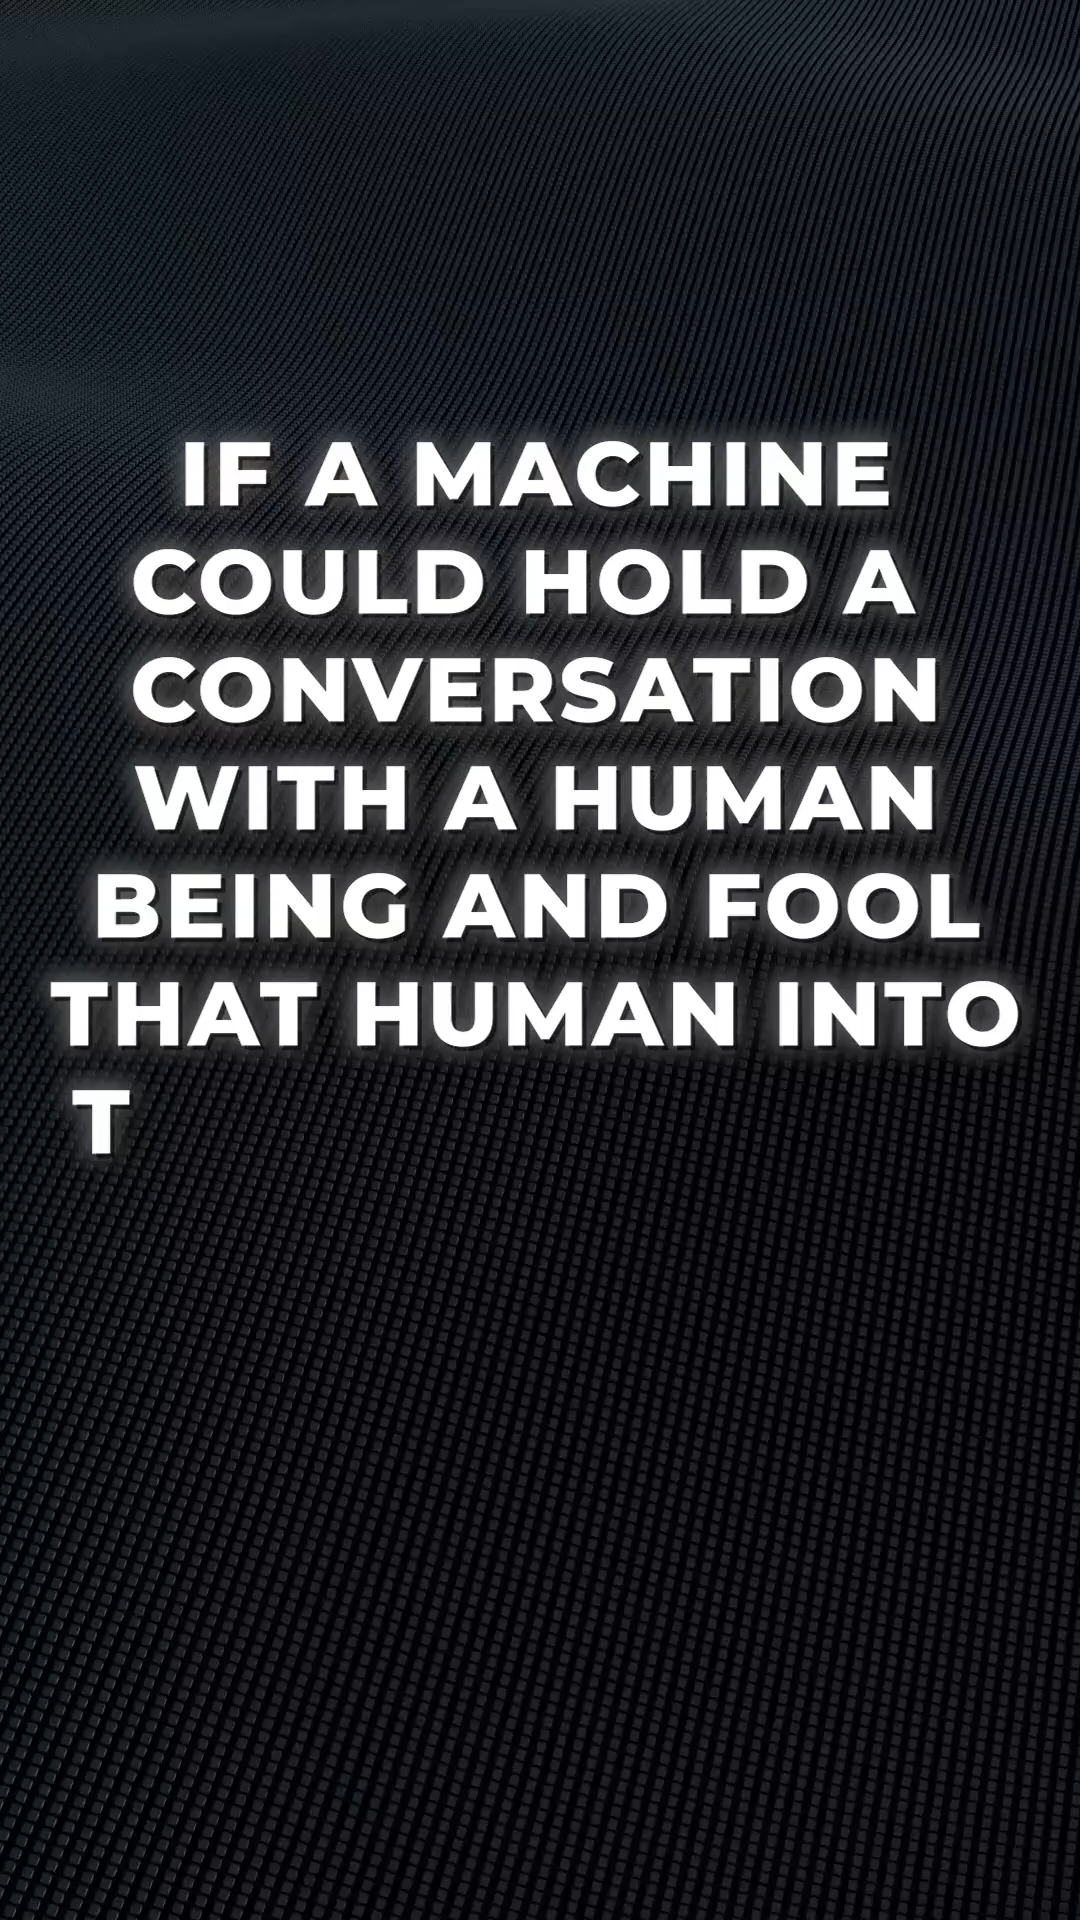 IF A MACHINE
COULD HOLD A
CONVERSATION
WITH A HUMAN
BEING AND FOOL
THAT HUMAN INTO
T